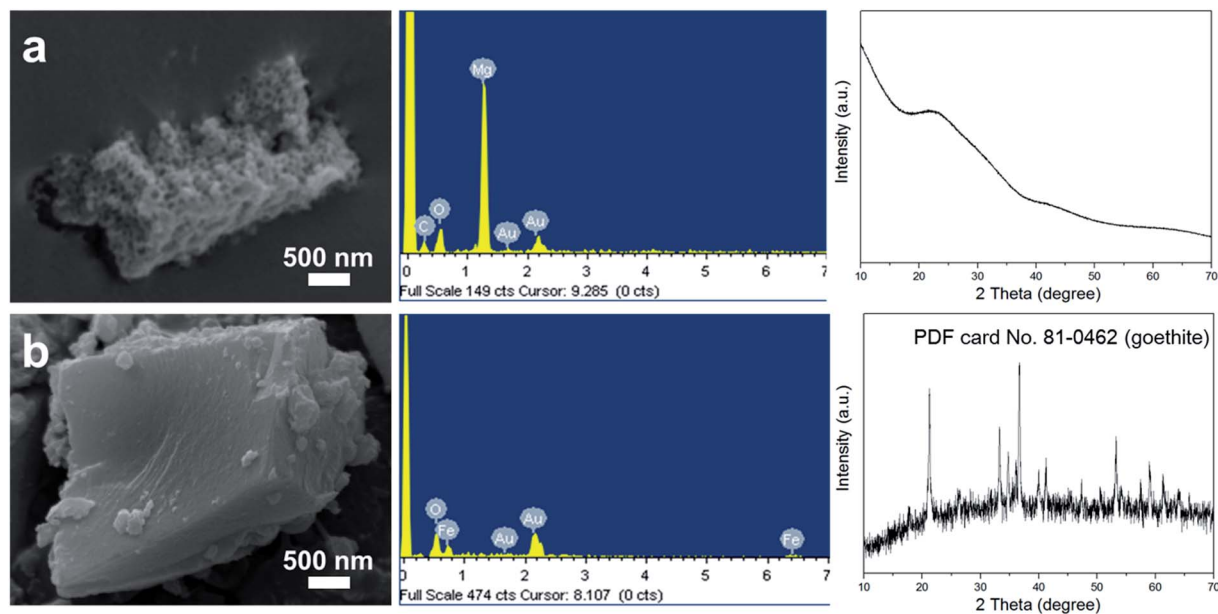 a
500 nm
Mg
C
O
Au
Au
0 1 2 3 4 5 6 7
Full Scale 149 cts Cursor: 9.285 (0 cts)
Intensity (a.u.)
10 20 30 40 50 60 70
2 Theta (degree)
b
500 nm
O
Fe
Au
Au
Fe
0 1 2 3 4 5 6 7
Full Scale 474 cts Cursor: 8.107 (0 cts)
PDF card No. 81-0462 (goethite)
Intensity (a.u.)
10 20 30 40 50 60 70
2 Theta (degree)